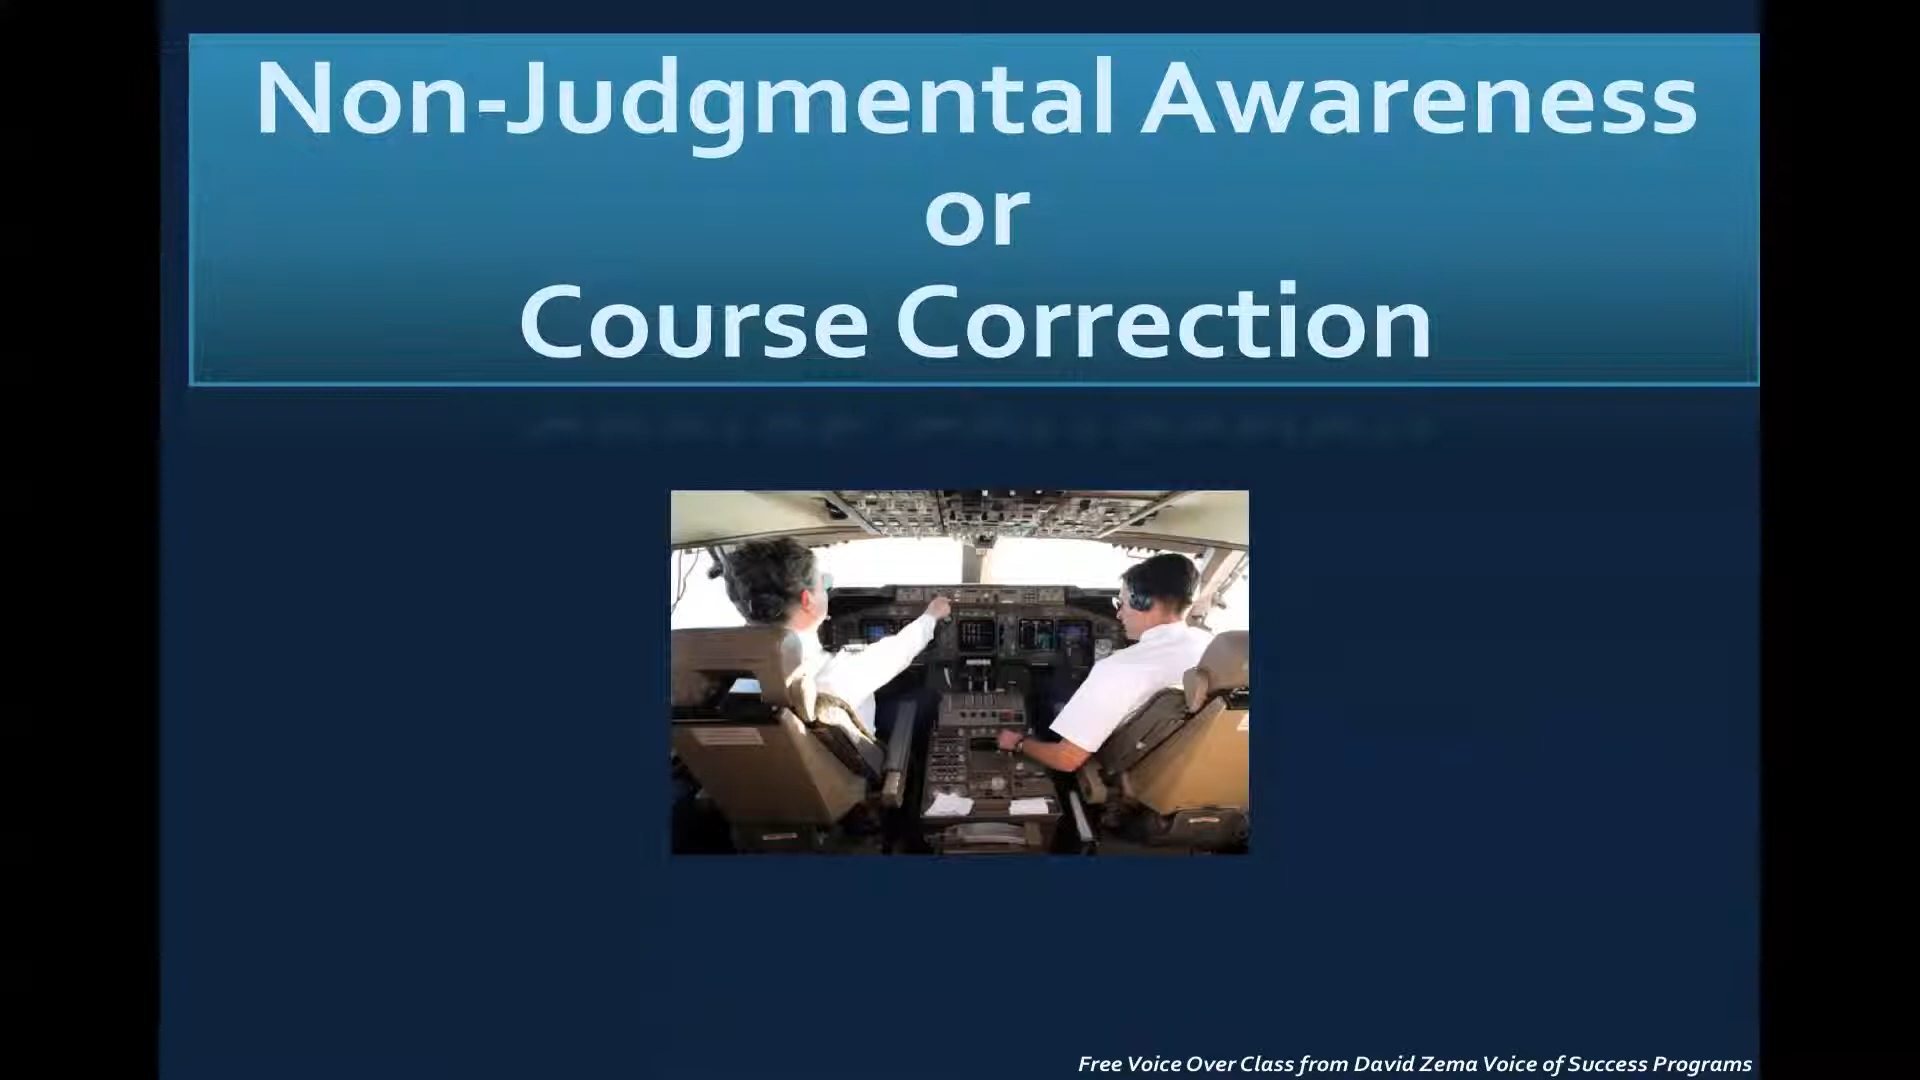 Non-Judgmental Awareness
or
Course Correction
Free Voice Over Class from David Zema Voice of Success Programs